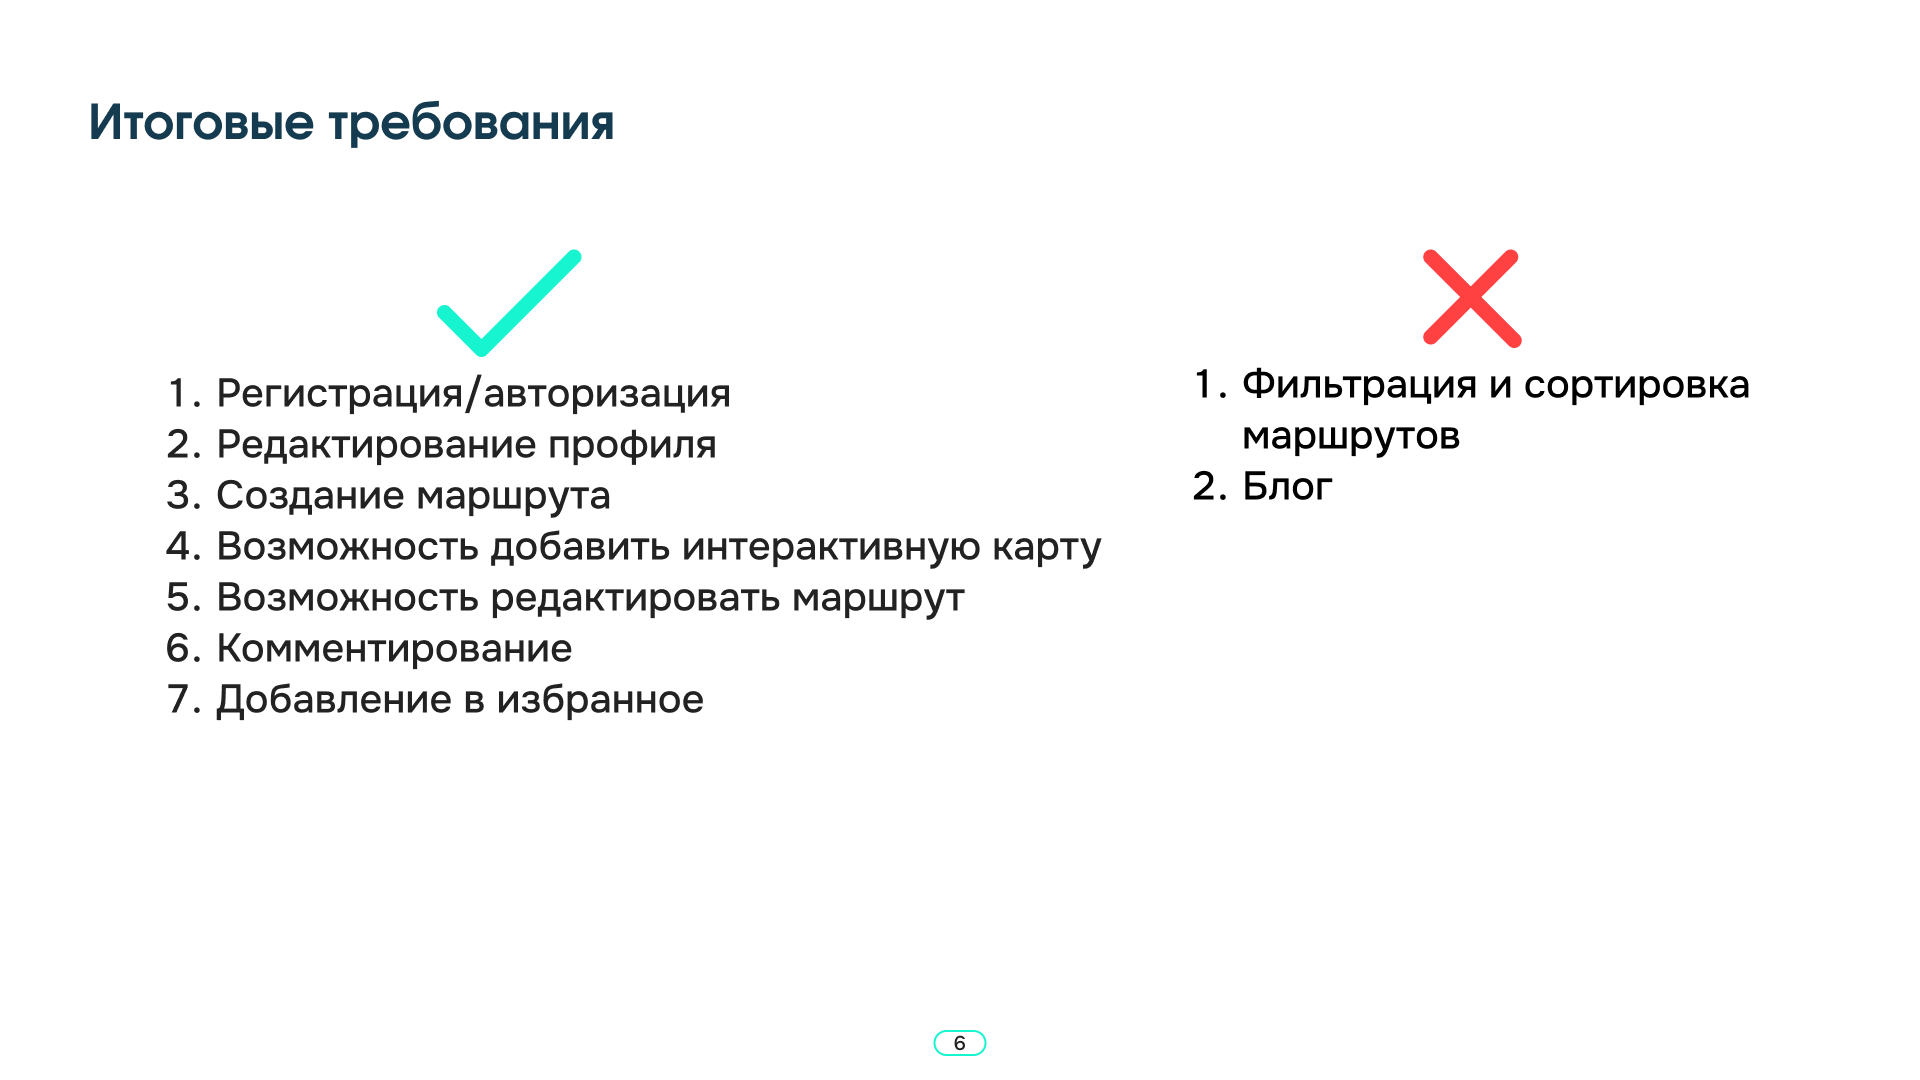 Итоговые требования
1. Регистрация/авторизация
2. Редактирование профиля
3. Создание маршрута
4. Возможность добавить интерактивную карту
5. Возможность редактировать маршрут
6. Комментирование
7. Добавление в избранное
1. Фильтрация и сортировка
маршрутов
2. Блог
6